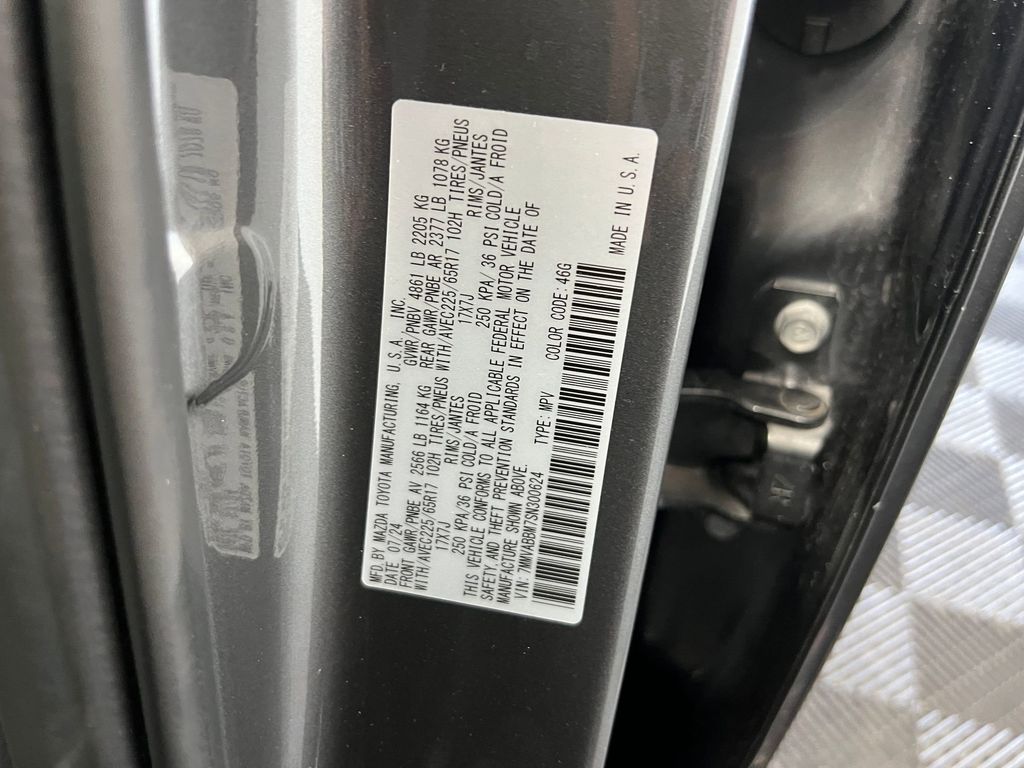 MFD.BY MAZDA TOYOTA MANUFACTURING, U.S.A., INC.
DATE 07/24 GVWR/PNBV 4861 LB 2205 KG
FRONT GAWR/PNBE AV 2566 LB 1164 KG REAR GAWR/PNBE AR 2377 LB 1078 KG
WITH/AVEC225/65R17 102H TIRES/PNEUS WITH/AVEC225/65R17 102H TIRES/PNEUS
17X7J RIMS/JANTES 17X7J RIMS/JANTES
250 KPA/36 PSI COLD/A FROID 250 KPA/ 36 PSI COLD/A FROID
THIS VEHICLE CONFORMS TO ALL APPLICABLE FEDERAL MOTOR VEHICLE
SAFETY, AND THEFT PREVENTION STANDARDS IN EFFECT ON THE DATE OF
MANUFACTURE SHOWN ABOVE.
VIN: 7MMVABBM7SN300624 TYPE: MPV COLOR CODE: 46G
MADE IN U.S.A.